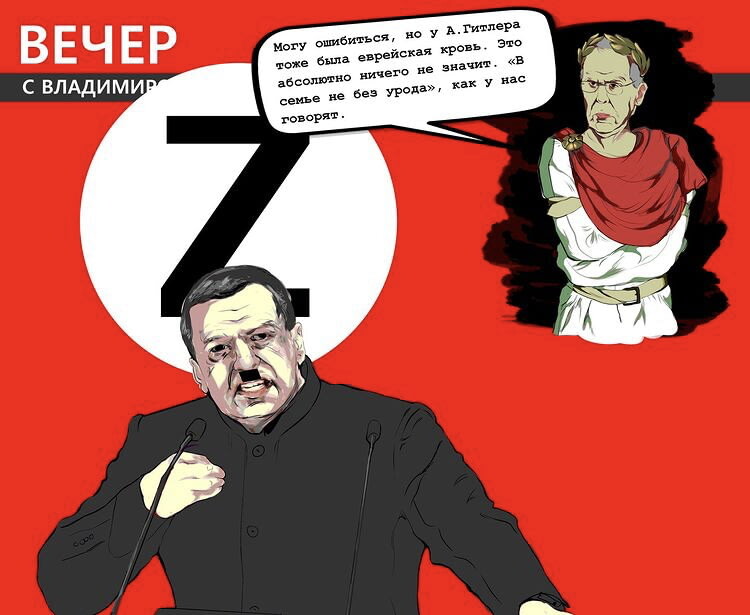 ВЕЧЕР
С ВЛАДИМИРО
Могу ошибиться, но у А.Гитлера
тоже была еврейская кровь. Это
абсолютно ничего не значит. «В
семье не без урода», как у нас
говорят.
Z